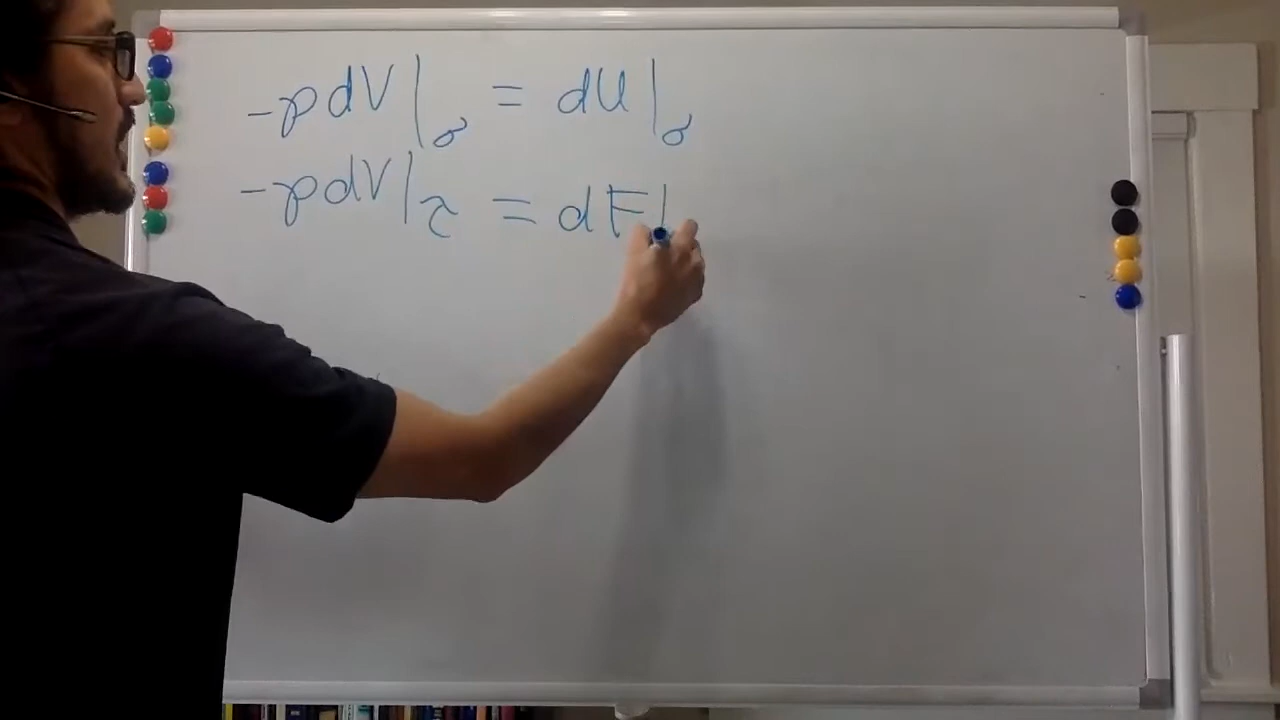 -pdV|σ = dU|σ
-pdV|τ = dF|